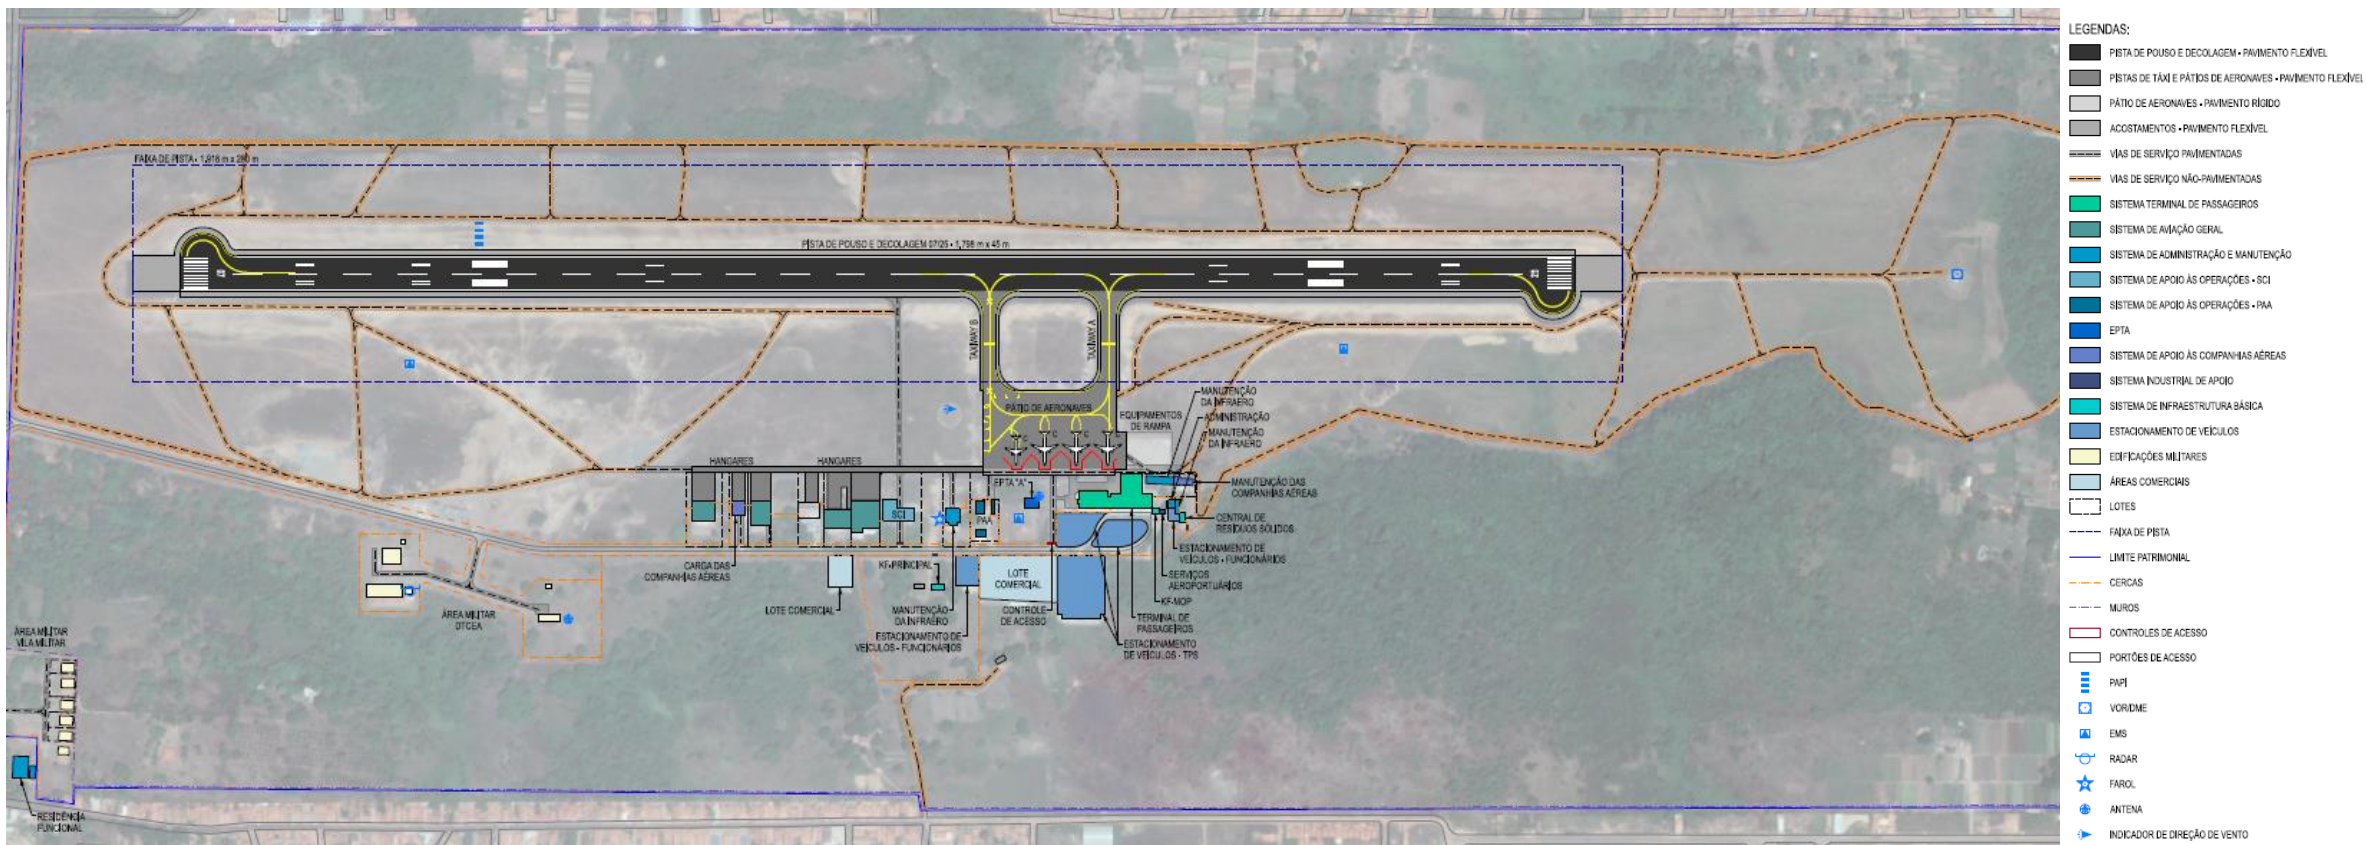 FAIXA DE PISTA - 1,916 m x 280 m
PISTA DE POUSO E DECOLAGEM 07/25 - 1,796 m x 45 m
TAXIWAY B
TAXIWAY A
PÁTIO DE AERONAVES
EQUIPAMENTOS
DE RAMPA
MANUTENÇÃO
DA INFRAERO
ADMINISTRAÇÃO
MANUTENÇÃO
DA INFRAERO
C
C
C
C
HANGARES
HANGARES
EPTA "A"
MANUTENÇÃO DAS
COMPANHIAS AÉREAS
SCI
PAA
CENTRAL DE
RESÍDUOS SÓLIDOS
ESTACIONAMENTO DE
VEÍCULOS - FUNCIONÁRIOS
CARGA DAS
COMPANHIAS AÉREAS
KF-PRINCIPAL
LOTE
COMERCIAL
SERVIÇOS
AEROPORTUÁRIOS
KF-MOP
LOTE COMERCIAL
MANUTENÇÃO
DA INFRAERO
CONTROLE
DE ACESSO
TERMINAL DE
PASSAGEIROS
ÁREA MILITAR
DTCEA
ESTACIONAMENTO DE
VEÍCULOS - FUNCIONÁRIOS
ESTACIONAMENTO
DE VEÍCULOS - TPS
ÁREA MILITAR
VILA MILITAR
RESIDÊNCIA
FUNCIONAL
LEGENDAS:
PISTA DE POUSO E DECOLAGEM - PAVIMENTO FLEXÍVEL
PISTAS DE TÁXI E PÁTIOS DE AERONAVES - PAVIMENTO FLEXÍVEL
PÁTIO DE AERONAVES - PAVIMENTO RÍGIDO
ACOSTAMENTOS - PAVIMENTO FLEXÍVEL
VIAS DE SERVIÇO PAVIMENTADAS
VIAS DE SERVIÇO NÃO-PAVIMENTADAS
SISTEMA TERMINAL DE PASSAGEIROS
SISTEMA DE AVIAÇÃO GERAL
SISTEMA DE ADMINISTRAÇÃO E MANUTENÇÃO
SISTEMA DE APOIO ÀS OPERAÇÕES - SCI
SISTEMA DE APOIO ÀS OPERAÇÕES - PAA
EPTA
SISTEMA DE APOIO ÀS COMPANHIAS AÉREAS
SISTEMA INDUSTRIAL DE APOIO
SISTEMA DE INFRAESTRUTURA BÁSICA
ESTACIONAMENTO DE VEÍCULOS
EDIFICAÇÕES MILITARES
ÁREAS COMERCIAIS
LOTES
FAIXA DE PISTA
LIMITE PATRIMONIAL
CERCAS
MUROS
CONTROLES DE ACESSO
PORTÕES DE ACESSO
PAPI
VOR/DME
EMS
RADAR
FAROL
ANTENA
INDICADOR DE DIREÇÃO DE VENTO